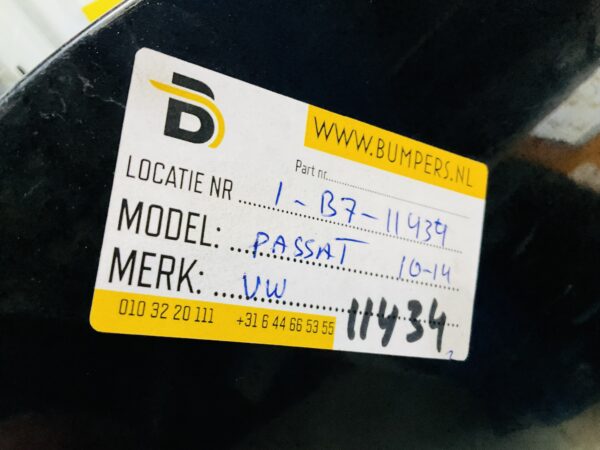 B
WWW.BUMPERS.NL
Part nr.
LOCATIE NR 1-B7-11434
MODEL: PASSAT 10-14
MERK: VW
010 32 20 111 +31 6 44 66 53 55
11434